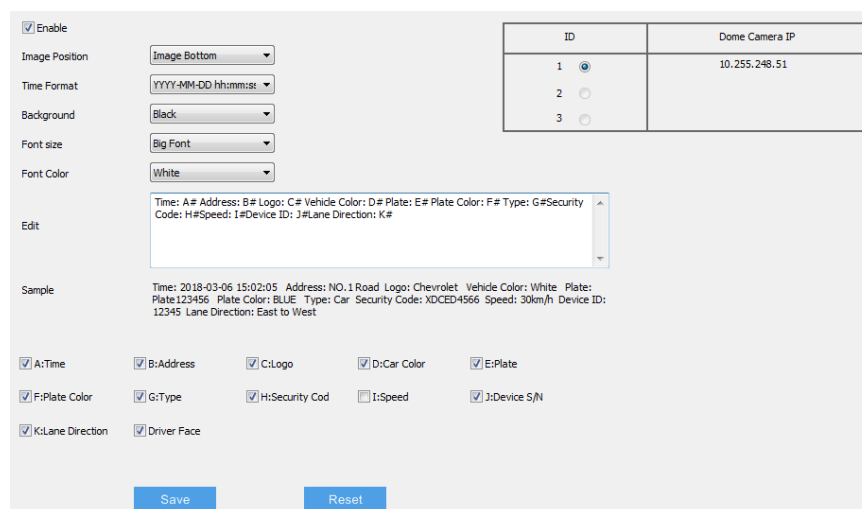 Enable
ID Dome Camera IP
Image Position Image Bottom
1 10.255.248.51
Time Format YYYY-MM-DD hh:mm:s
2
Background Black
3
Font size Big Font
Font Color White
Edit
Time: A# Address: B# Logo: C# Vehicle Color: D# Plate: E# Plate Color: F# Type: G#Security
Code: H#Speed: I#Device ID: J#Lane Direction: K#
Sample
Time: 2018-03-06 15:02:05 Address: NO.1 Road Logo: Chevrolet Vehicle Color: White Plate:
Plate123456 Plate Color: BLUE Type: Car Security Code: XDCED4566 Speed: 30km/h Device ID:
12345 Lane Direction: East to West
A:Time B:Address C:Logo D:Car Color E:Plate
F:Plate Color G:Type H:Security Cod I:Speed J:Device S/N
K:Lane Direction Driver Face
Save Reset